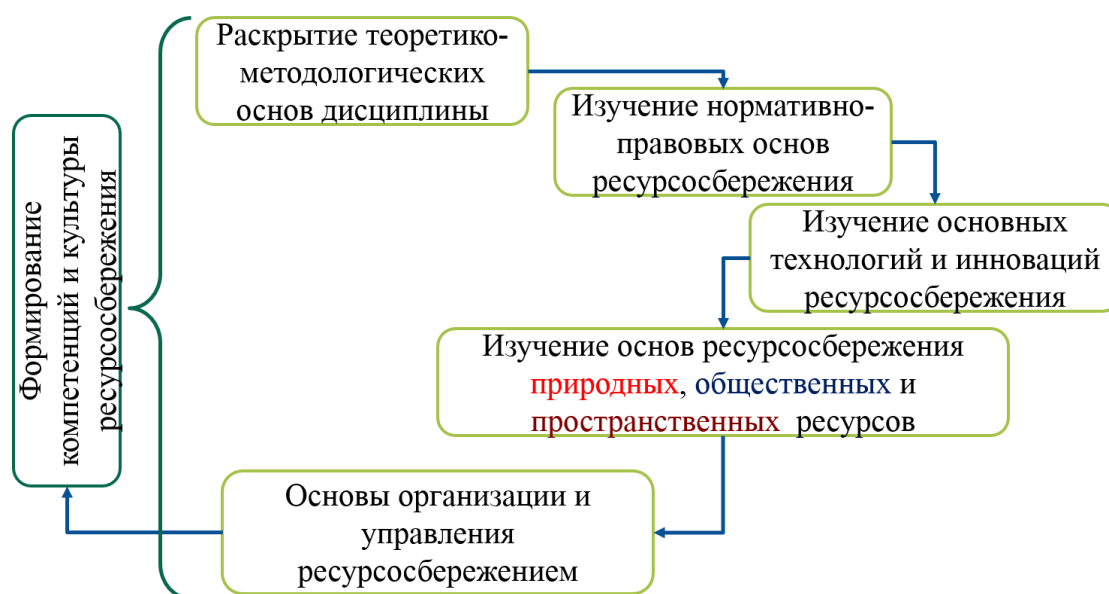 Раскрытие теоретико-
методологических
основ дисциплины
Изучение нормативно-
правовых основ
ресурсосбережения
Изучение основных
технологий и инноваций
ресурсосбережения
Изучение основ ресурсосбережения
природных, общественных и
пространственных ресурсов
Основы организации и
управления
ресурсосбережением
Формирование
компетенций и культуры
ресурсосбережения